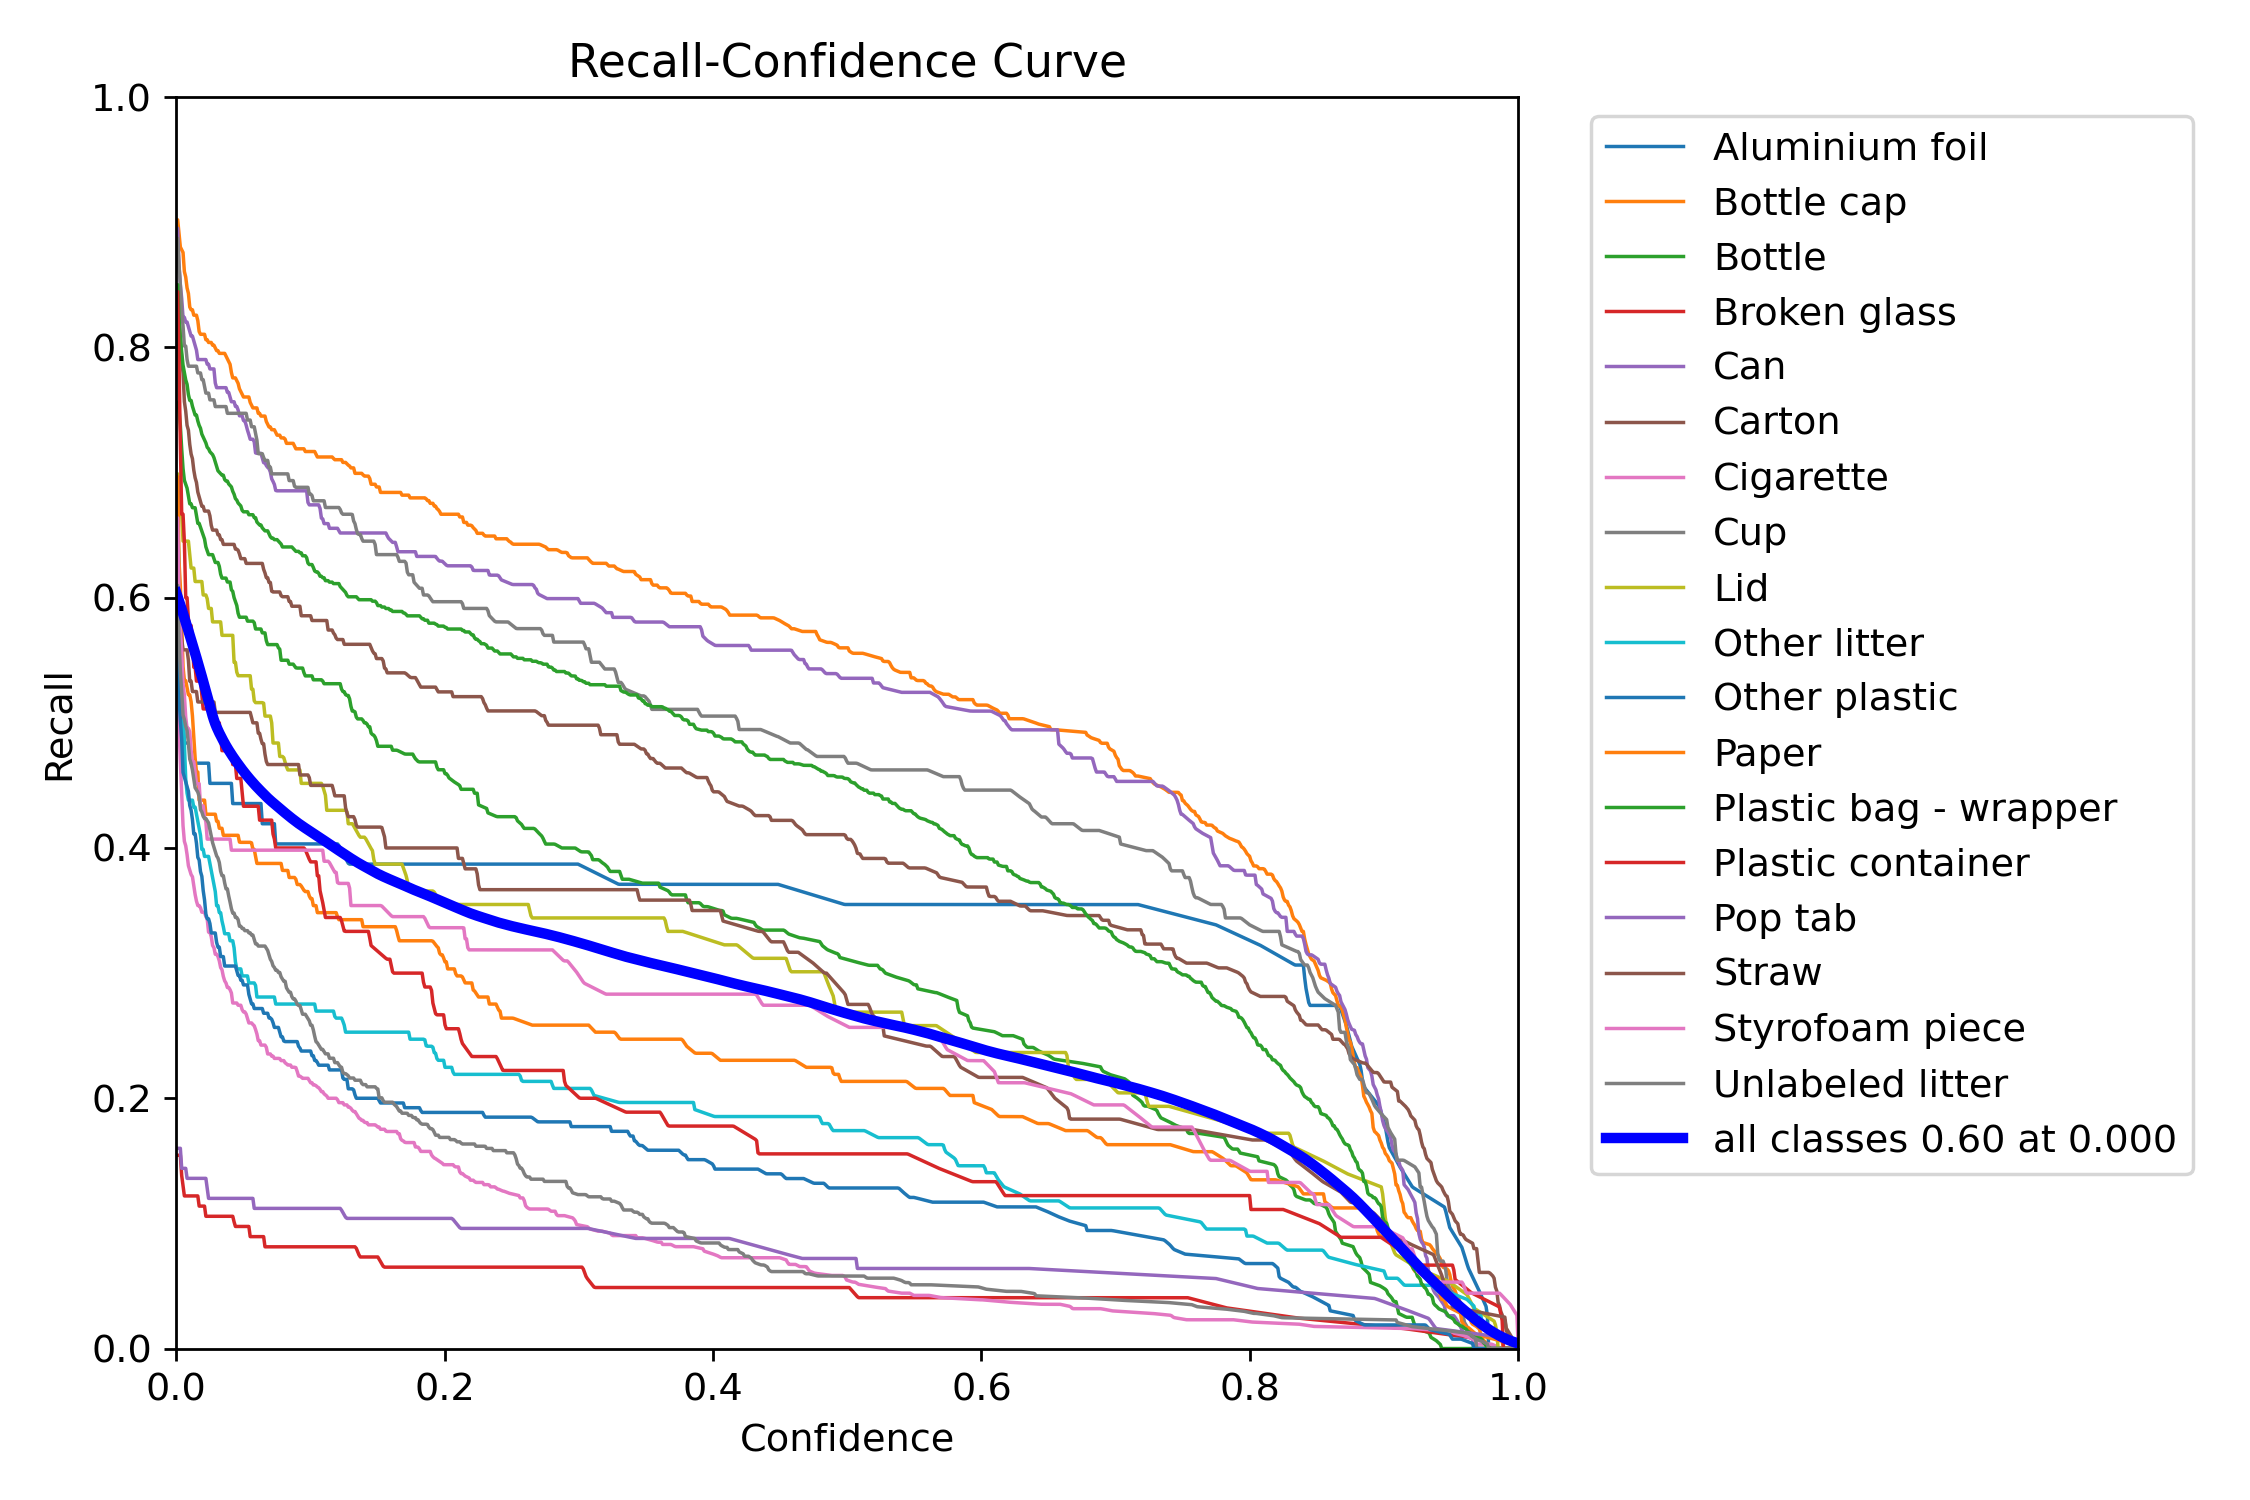 Recall-Confidence Curve
1.0
0.8
0.6
0.4
0.2
0.0
Recall
0.0 0.2 0.4 0.6 0.8 1.0
Confidence
Aluminium foil
Bottle cap
Bottle
Broken glass
Can
Carton
Cigarette
Cup
Lid
Other litter
Other plastic
Paper
Plastic bag - wrapper
Plastic container
Pop tab
Straw
Styrofoam piece
Unlabeled litter
all classes 0.60 at 0.000